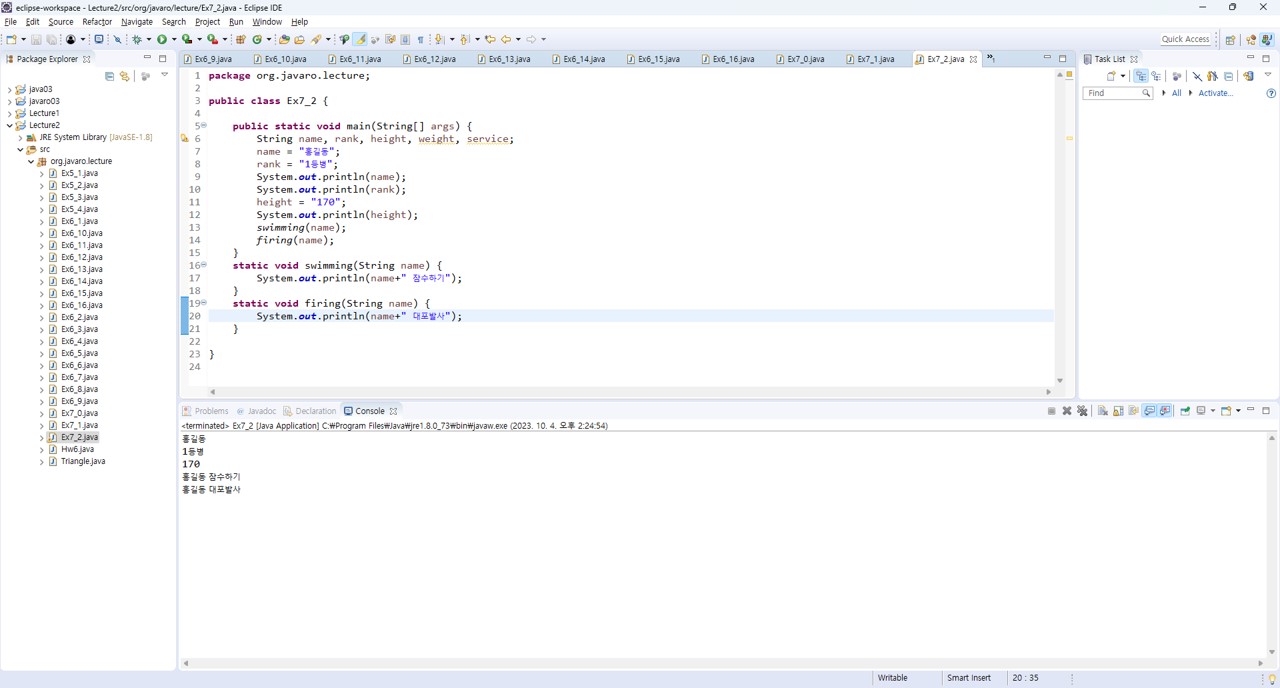 eclipse-workspace - Lecture2/src/org/javaro/lecture/Ex7_2.java - Eclipse IDE
File Edit Source Refactor Navigate Search Project Run Window Help
Quick Access
Package Explorer
java03
javaro03
Lecture1
Lecture2
JRE System Library [JavaSE-1.8]
src
org.javaro.lecture
Ex5_1.java
Ex5_2.java
Ex5_3.java
Ex5_4.java
Ex6_1.java
Ex6_10.java
Ex6_11.java
Ex6_12.java
Ex6_13.java
Ex6_14.java
Ex6_15.java
Ex6_16.java
Ex6_2.java
Ex6_3.java
Ex6_4.java
Ex6_5.java
Ex6_6.java
Ex6_7.java
Ex6_8.java
Ex6_9.java
Ex7_0.java
Ex7_1.java
Ex7_2.java
Hw6.java
Triangle.java
Ex6_9.java Ex6_10.java Ex6_11.java Ex6_12.java Ex6_13.java Ex6_14.java Ex6_15.java Ex6_16.java Ex7_0.java Ex7_1.java Ex7_2.java »1
1 package org.javaro.lecture;
2
3 public class Ex7_2 {
4
5 public static void main(String[] args) {
6 String name, rank, height, weight, service;
7 name = "홍길동";
8 rank = "1등병";
9 System.out.println(name);
10 System.out.println(rank);
11 height = "170";
12 System.out.println(height);
13 swimming(name);
14 firing(name);
15 }
16 static void swimming(String name) {
17 System.out.println(name+" 잠수하기");
18 }
19 static void firing(String name) {
20 System.out.println(name+" 대포발사");
21 }
22
23 }
24
Task List
Find All Activate...
Problems Javadoc Declaration Console
<terminated> Ex7_2 [Java Application] C:₩Program Files₩Java₩jre1.8.0_73₩bin₩javaw.exe (2023. 10. 4. 오후 2:24:54)
홍길동
1등병
170
홍길동 잠수하기
홍길동 대포발사
Writable Smart Insert 20 : 35